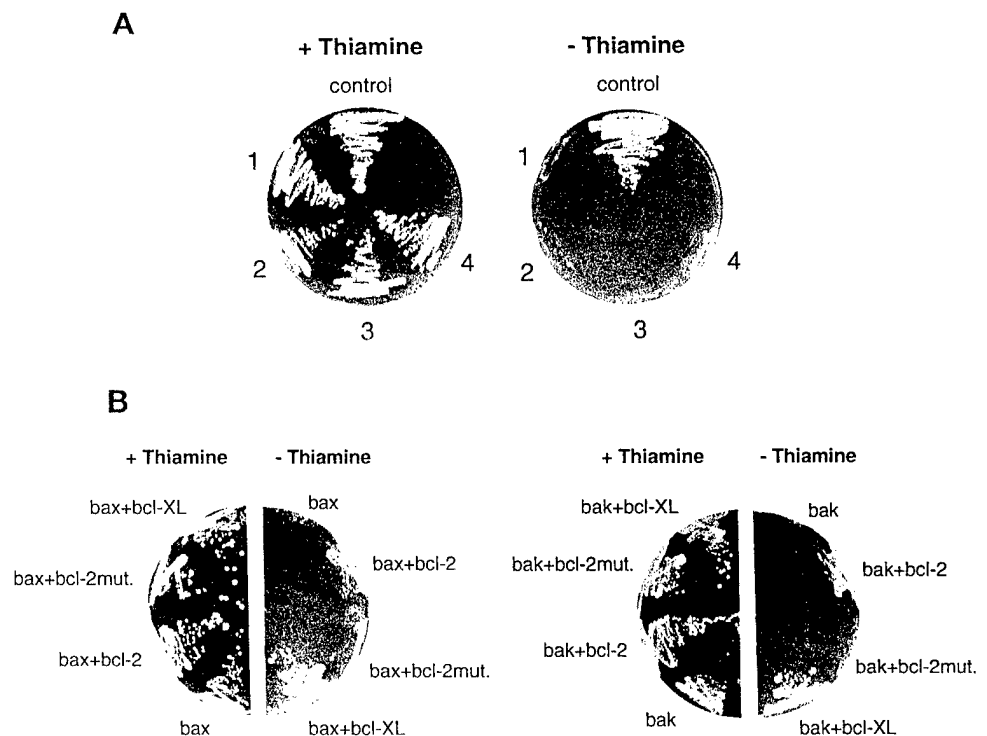 A
+ Thiamine - Thiamine
control control
1 1
2 4 2 4
3 3
B
+ Thiamine - Thiamine + Thiamine - Thiamine
bax+bcl-XL bax bak+bcl-XL bak
bax+bcl-2mut. bax+bcl-2 bak+bcl-2mut. bak+bcl-2
bax+bcl-2 bax+bcl-2mut. bak+bcl-2 bak+bcl-2mut.
bax bax+bcl-XL bak bak+bcl-XL